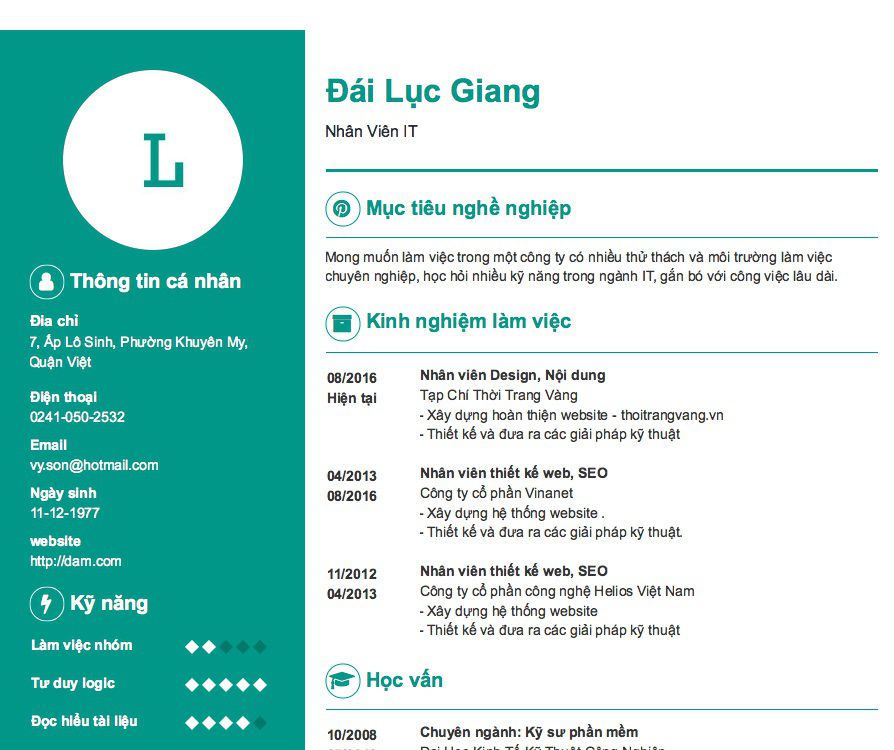 L
Thông tin cá nhân
Địa chỉ
7, Ấp Lô Sinh, Phường Khuyên My,
Quận Việt
Điện thoại
0241-050-2532
Email
vy.son@hotmail.com
Ngày sinh
11-12-1977
website
http://dam.com
Kỹ năng
Làm việc nhóm
Tư duy logic
Đọc hiểu tài liệu
Đái Lục Giang
Nhân Viên IT
Mục tiêu nghề nghiệp
Mong muốn làm việc trong một công ty có nhiều thử thách và môi trường làm việc
chuyên nghiệp, học hỏi nhiều kỹ năng trong ngành IT, gắn bó với công việc lâu dài.
Kinh nghiệm làm việc
08/2016 Nhân viên Design, Nội dung
Hiện tại Tạp Chí Thời Trang Vàng
- Xây dựng hoàn thiện website - thoitrangvang.vn
- Thiết kế và đưa ra các giải pháp kỹ thuật
04/2013 Nhân viên thiết kế web, SEO
08/2016 Công ty cổ phần Vinanet
- Xây dựng hệ thống website .
- Thiết kế và đưa ra các giải pháp kỹ thuật.
11/2012 Nhân viên thiết kế web, SEO
04/2013 Công ty cổ phần công nghệ Helios Việt Nam
- Xây dựng hệ thống website
- Thiết kế và đưa ra các giải pháp kỹ thuật
Học vấn
10/2008 Chuyên ngành: Kỹ sư phần mềm